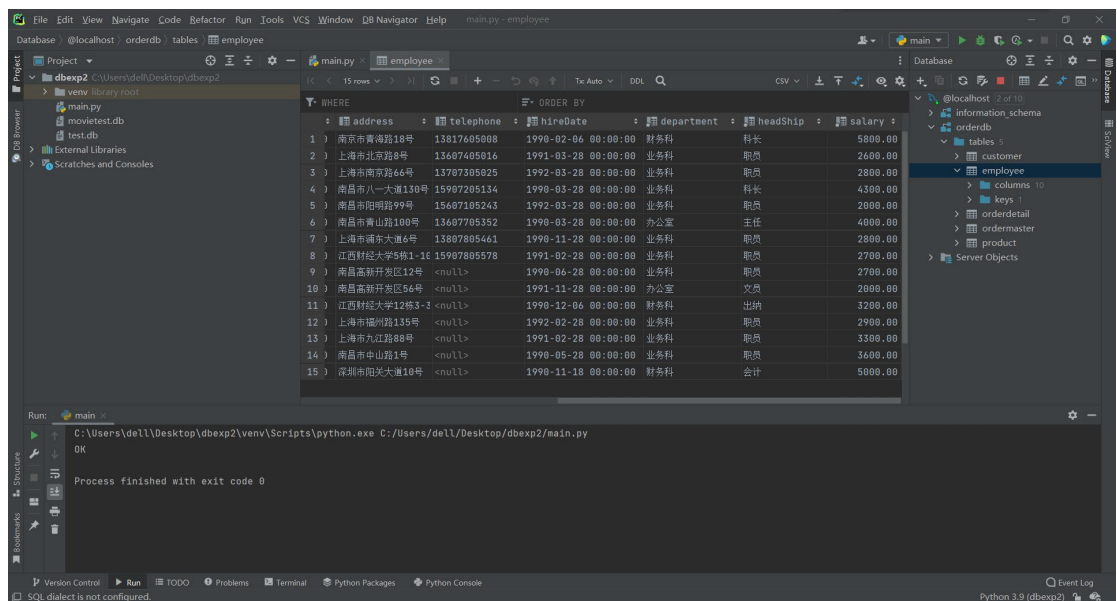 File Edit View Navigate Code Refactor Run Tools VCS Window DB Navigator Help main.py - employee
Database @localhost orderdb tables employee main
Project main.py employee Database
dbexp2 C:\Users\dell\Desktop\dbexp2 15 rows Tx: Auto DDL CSV
venv library root WHERE ORDER BY @localhost 2 of 10
main.py information_schema
movietest.db address telephone hireDate department headShip salary orderdb
test.db tables 5
External Libraries customer
Scratches and Consoles employee
columns 10
keys 1
orderdetail
ordermaster
product
Server Objects
1 南京市青海路18号 13817605008 1990-02-06 00:00:00 财务科 科长 5800.00
2 上海市北京路8号 13607405016 1991-03-28 00:00:00 业务科 职员 2600.00
3 上海市南京路66号 13707305025 1992-03-28 00:00:00 业务科 职员 2800.00
4 南昌市八一大道130号 15907205134 1990-03-28 00:00:00 业务科 科长 4300.00
5 南昌市阳明路99号 15607105243 1992-03-28 00:00:00 业务科 职员 2000.00
6 南昌市青山路100号 13607705352 1990-03-28 00:00:00 办公室 主任 4000.00
7 上海市浦东大道6号 13807805461 1990-11-28 00:00:00 业务科 职员 2800.00
8 江西财经大学5栋1-10 15907805578 1991-02-28 00:00:00 业务科 职员 2700.00
9 南昌高新开发区12号 <null> 1990-06-28 00:00:00 业务科 职员 2700.00
10 南昌高新开发区56号 <null> 1991-11-28 00:00:00 办公室 文员 2000.00
11 江西财经大学12栋3-3 <null> 1990-12-06 00:00:00 财务科 出纳 3200.00
12 上海市福州路135号 <null> 1992-02-28 00:00:00 业务科 职员 2900.00
13 上海市九江路88号 <null> 1991-02-28 00:00:00 业务科 职员 3300.00
14 南昌市中山路1号 <null> 1990-05-28 00:00:00 业务科 职员 3600.00
15 深圳市阳关大道10号 <null> 1990-11-18 00:00:00 财务科 会计 5000.00
Run: main
C:\Users\dell\Desktop\dbexp2\venv\Scripts\python.exe C:/Users/dell/Desktop/dbexp2/main.py
OK
Process finished with exit code 0
Version Control Run TODO Problems Terminal Python Packages Python Console Event Log
SQL dialect is not configured. Python 3.9 (dbexp2)
Project
DB Browser
Structure
Bookmarks
Database
SciView